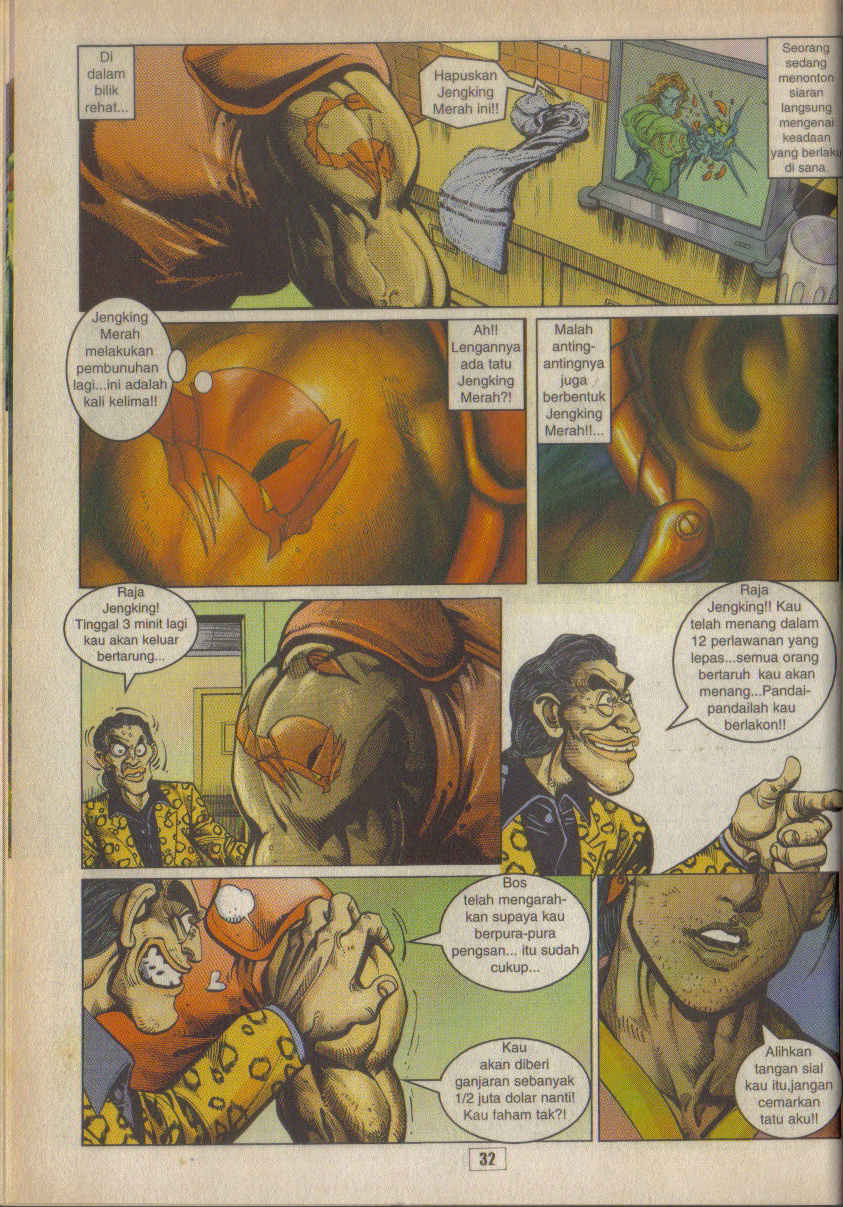 Di
dalam
bilik
rehat...
Hapuskan
Jengking
Merah ini!!
Seorang
sedang
menonton
siaran
langsung
mengenai
keadaan
yang berlaku
di sana.
Jengking
Merah
melakukan
pembunuhan
lagi...ini adalah
kali kelima!!
Ah!!
Lengannya
ada tatu
Jengking
Merah?!
Malah
anting-
antingnya
juga
berbentuk
Jengking
Merah!!...
Raja
Jengking!
Tinggal 3 minit lagi
kau akan keluar
bertarung...
Raja
Jengking!! Kau
telah menang dalam
12 perlawanan yang
lepas...semua orang
bertaruh kau akan
menang...Pandai-
pandailah kau
berlakon!!
Bos
telah mengarah-
kan supaya kau
berpura-pura
pengsan... itu sudah
cukup...
Kau
akan diberi
ganjaran sebanyak
1/2 juta dolar nanti!
Kau faham tak?!
Alihkan
tangan sial
kau itu,jangan
cemarkan
tatu aku!!
32